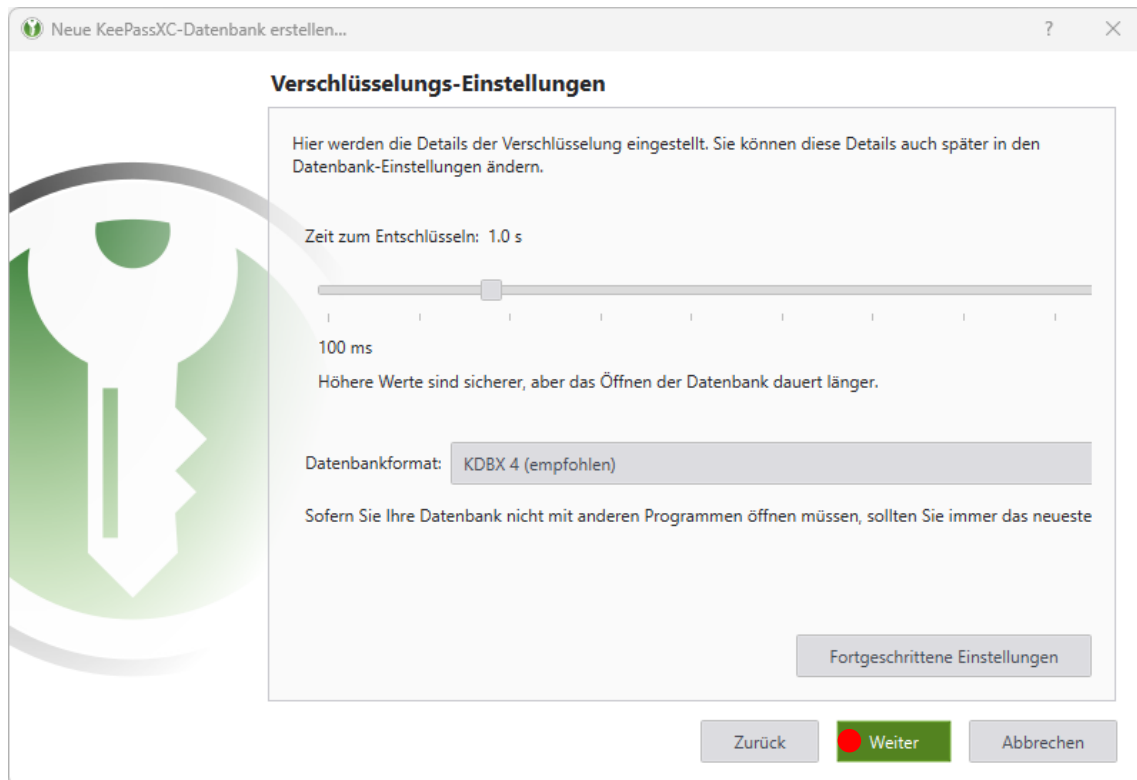 Neue KeePassXC-Datenbank erstellen...
?
Verschlüsselungs-Einstellungen
Hier werden die Details der Verschlüsselung eingestellt. Sie können diese Details auch später in den
Datenbank-Einstellungen ändern.
Zeit zum Entschlüsseln: 1.0 s
100 ms
Höhere Werte sind sicherer, aber das Öffnen der Datenbank dauert länger.
Datenbankformat: KDBX 4 (empfohlen)
Sofern Sie Ihre Datenbank nicht mit anderen Programmen öffnen müssen, sollten Sie immer das neueste
Fortgeschrittene Einstellungen
Zurück Weiter Abbrechen